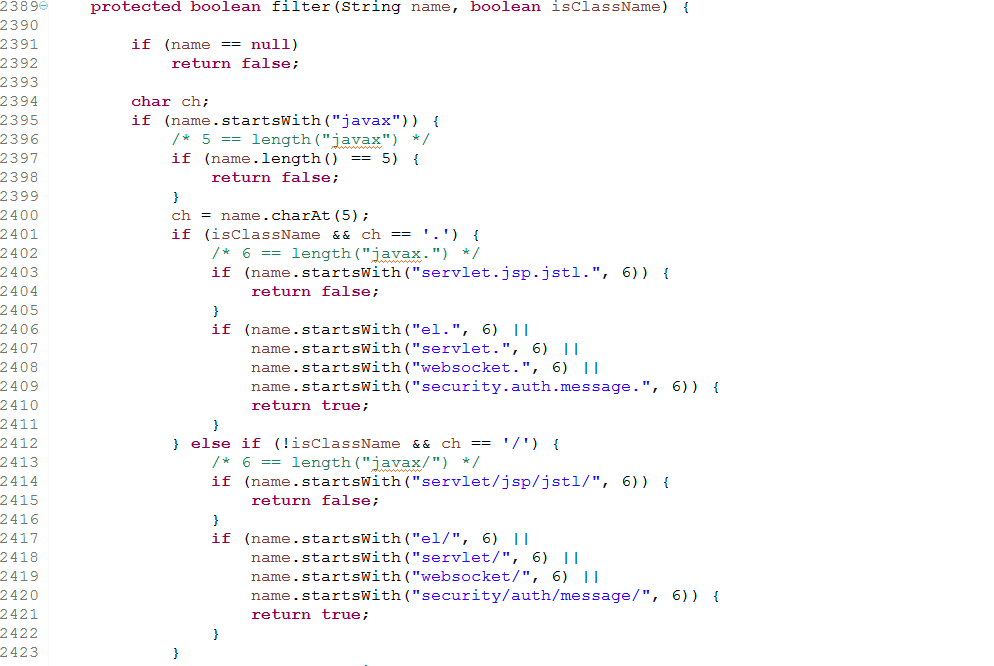 2389 protected boolean filter(String name, boolean isClassName) {
2390
2391 if (name == null)
2392 return false;
2393
2394 char ch;
2395 if (name.startsWith("javax")) {
2396 /* 5 == length("javax") */
2397 if (name.length() == 5) {
2398 return false;
2399 }
2400 ch = name.charAt(5);
2401 if (isClassName && ch == '.') {
2402 /* 6 == length("javax.") */
2403 if (name.startsWith("servlet.jsp.jstl.", 6)) {
2404 return false;
2405 }
2406 if (name.startsWith("el.", 6) ||
2407 name.startsWith("servlet.", 6) ||
2408 name.startsWith("websocket.", 6) ||
2409 name.startsWith("security.auth.message.", 6)) {
2410 return true;
2411 }
2412 } else if (!isClassName && ch == '/') {
2413 /* 6 == length("javax/") */
2414 if (name.startsWith("servlet/jsp/jstl/", 6)) {
2415 return false;
2416 }
2417 if (name.startsWith("el/", 6) ||
2418 name.startsWith("servlet/", 6) ||
2419 name.startsWith("websocket/", 6) ||
2420 name.startsWith("security/auth/message/", 6)) {
2421 return true;
2422 }
2423 }